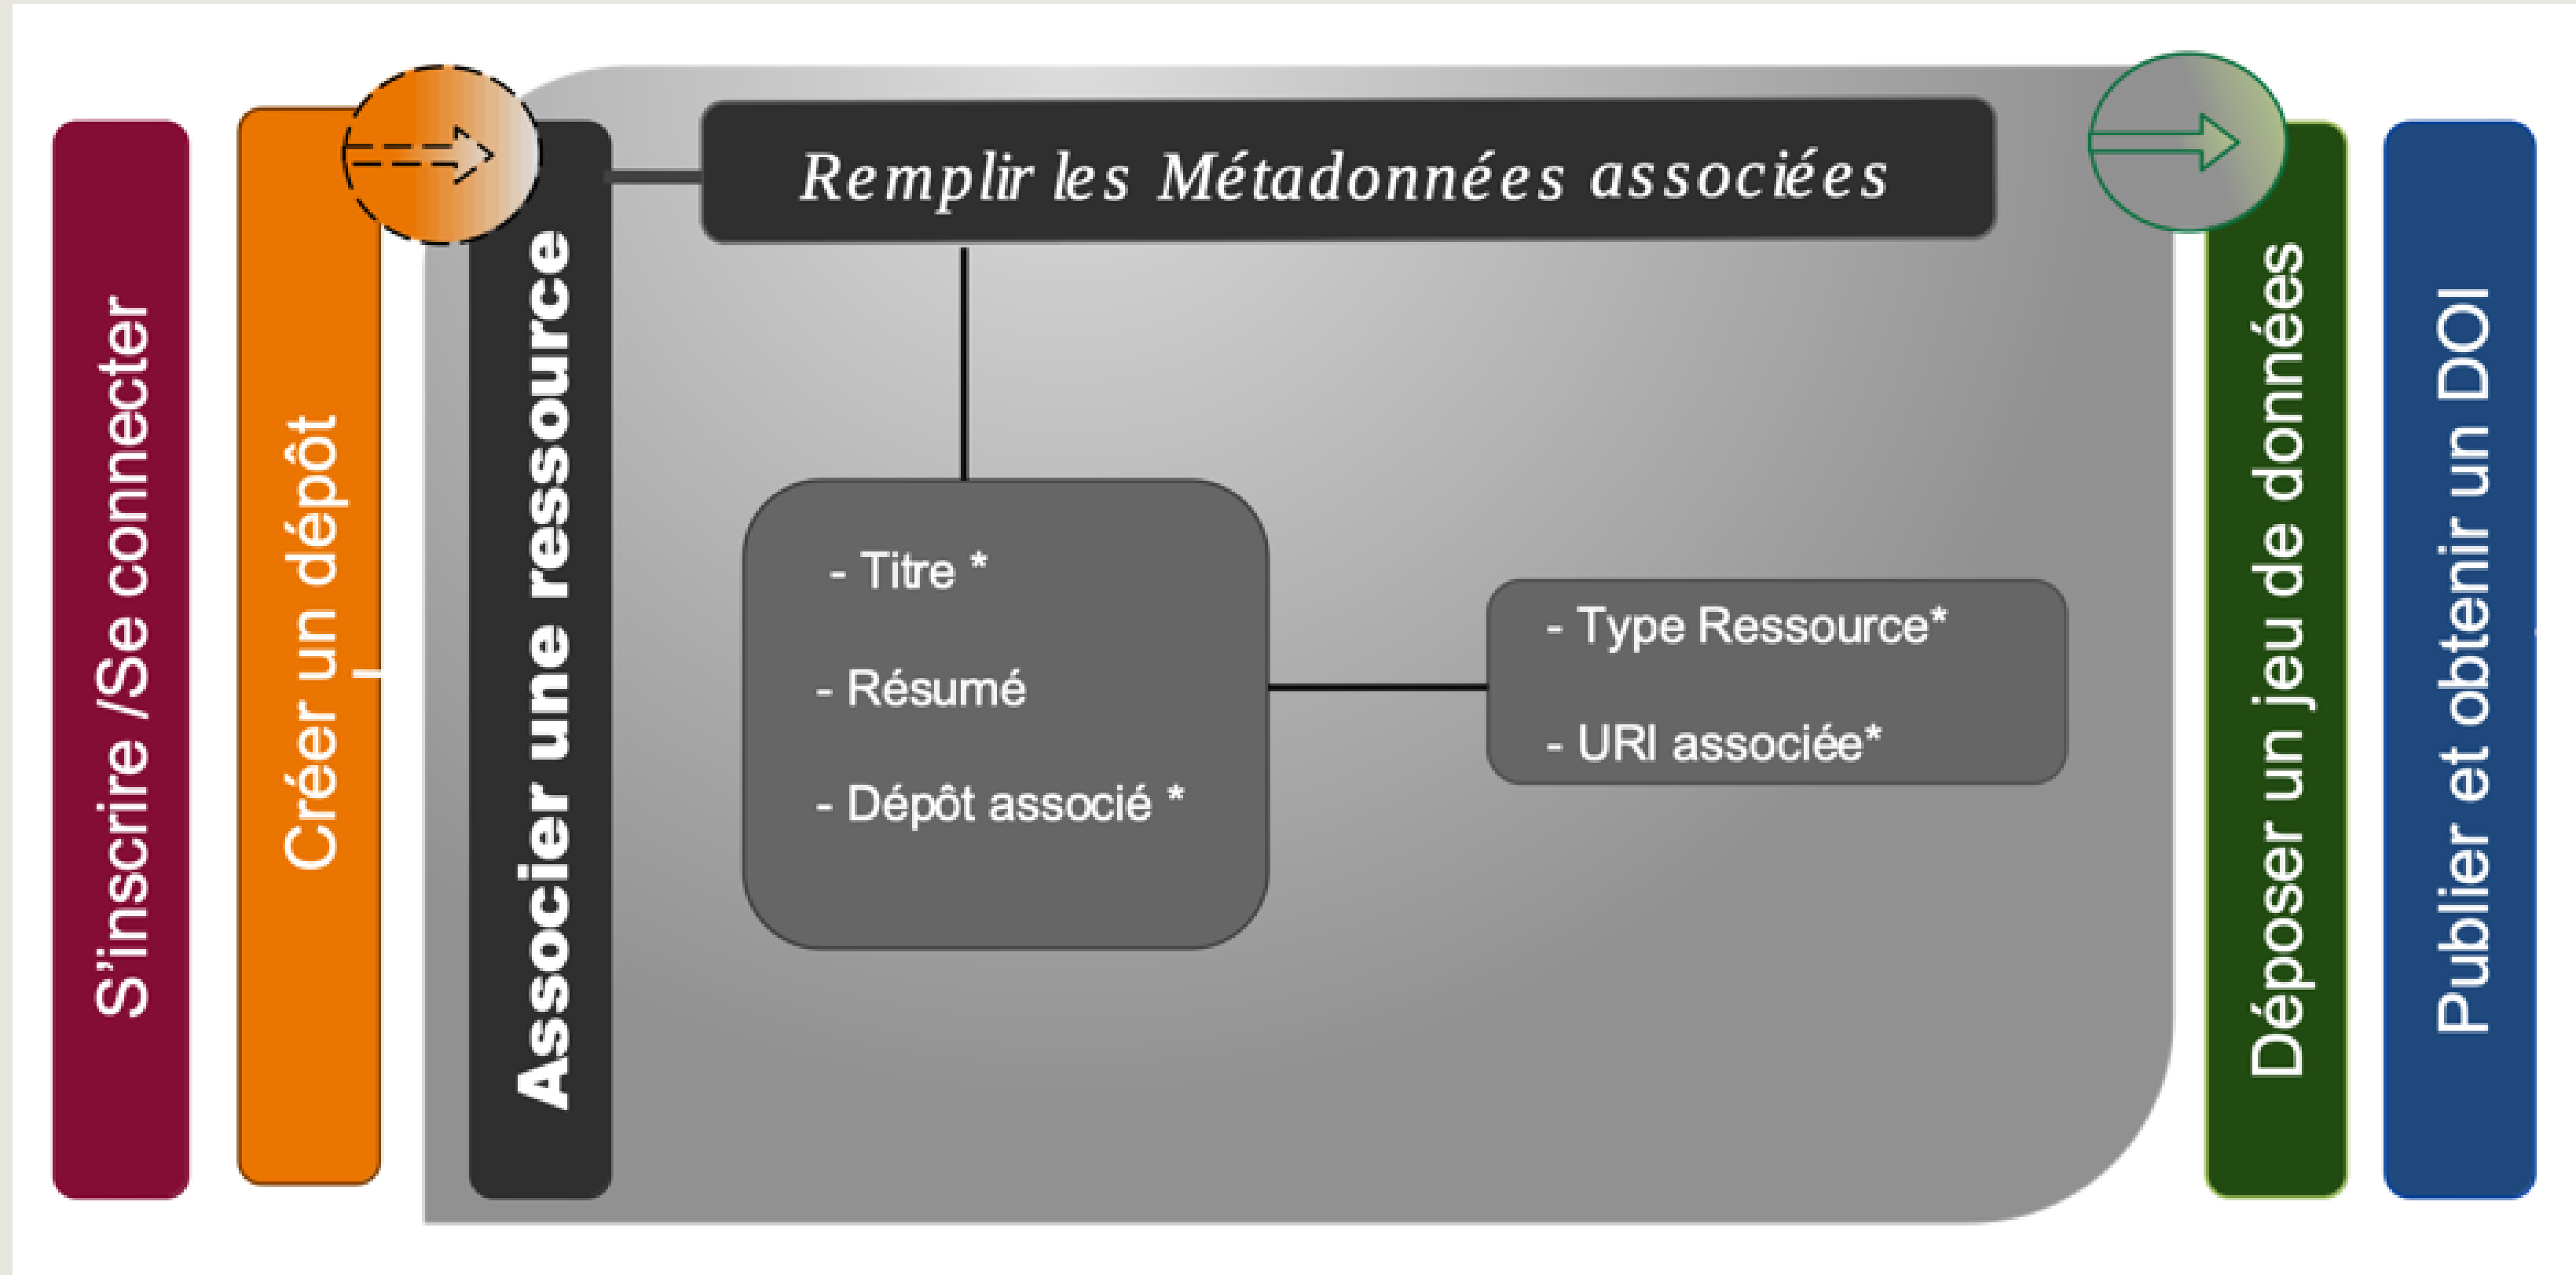 S'inscrire /Se connecter
Créer un dépôt
Associer une ressource
Remplir les Métadonnées associées
- Titre *
- Résumé
- Dépôt associé *
- Type Ressource*
- URI associée*
Déposer un jeu de données
Publier et obtenir un DOI